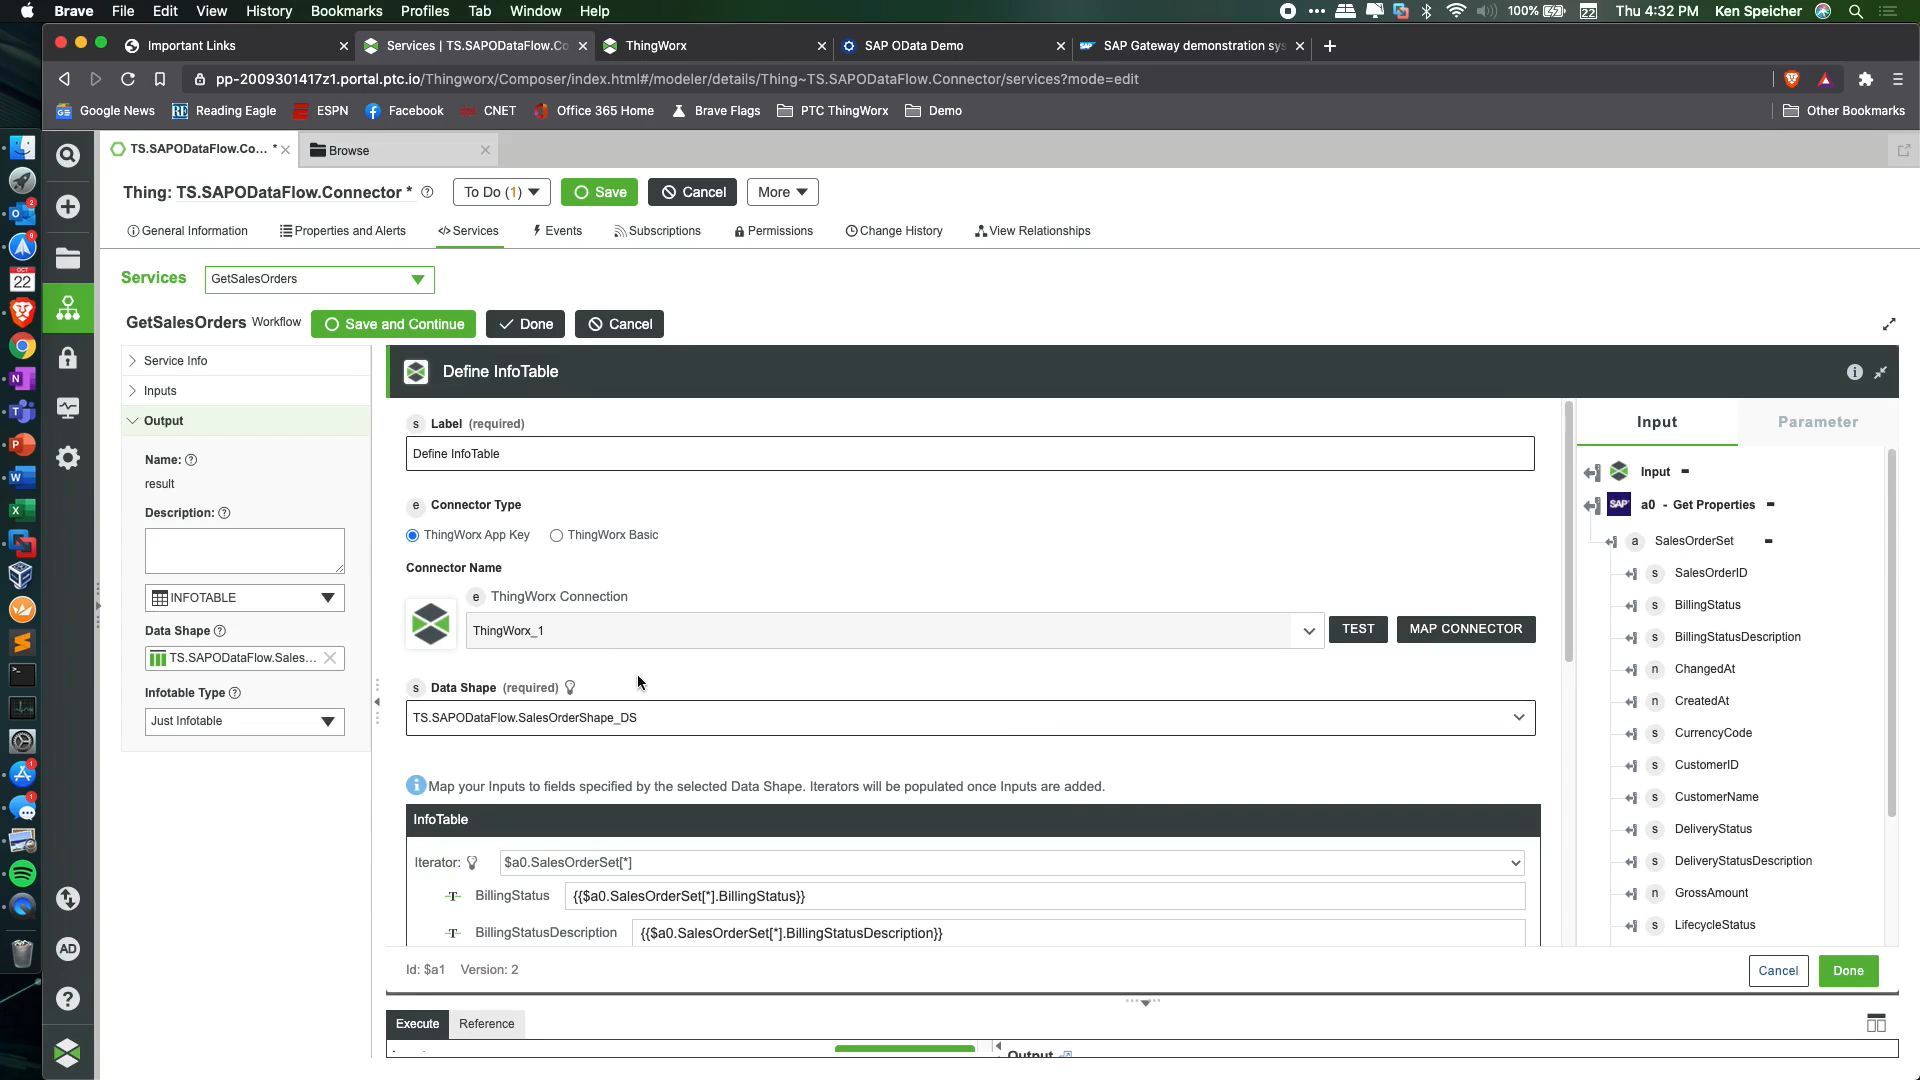 Brave File Edit View History Bookmarks Profiles Tab Window Help
100% 22 Thu 4:32 PM Ken Speicher
Important Links
Services | TS.SAPODataFlow.Co
ThingWorx
SAP OData Demo
SAP Gateway demonstration sys
pp-2009301417z1.portal.ptc.io/Thingworx/Composer/index.html#/modeler/details/Thing~TS.SAPODataFlow.Connector/services?mode=edit
Google News Reading Eagle ESPN Facebook CNET Office 365 Home Brave Flags PTC ThingWorx Demo Other Bookmarks
TS.SAPODataFlow.Co... *
Browse
Thing: TS.SAPODataFlow.Connector *
To Do (1)
Save
Cancel
More
General Information Properties and Alerts Services Events Subscriptions Permissions Change History View Relationships
Services
GetSalesOrders
GetSalesOrders Workflow
Save and Continue
Done
Cancel
Service Info
Inputs
Output
Name:
result
Description:
INFOTABLE
Data Shape
TS.SAPODataFlow.Sales...
Infotable Type
Just Infotable
Define InfoTable
s Label (required)
Define InfoTable
e Connector Type
ThingWorx App Key ThingWorx Basic
Connector Name
e ThingWorx Connection
ThingWorx_1
TEST
MAP CONNECTOR
s Data Shape (required)
TS.SAPODataFlow.SalesOrderShape_DS
Map your Inputs to fields specified by the selected Data Shape. Iterators will be populated once Inputs are added.
InfoTable
Iterator: $a0.SalesOrderSet[*]
T BillingStatus {{$a0.SalesOrderSet[*].BillingStatus}}
T BillingStatusDescription {{$a0.SalesOrderSet[*].BillingStatusDescription}}
Id: $a1 Version: 2
Cancel
Done
Input Parameter
Input
SAP a0 - Get Properties
a SalesOrderSet
s SalesOrderID
s BillingStatus
s BillingStatusDescription
n ChangedAt
n CreatedAt
s CurrencyCode
s CustomerID
s CustomerName
s DeliveryStatus
s DeliveryStatusDescription
n GrossAmount
s LifecycleStatus
Execute Reference
Output
OCT
22
AD